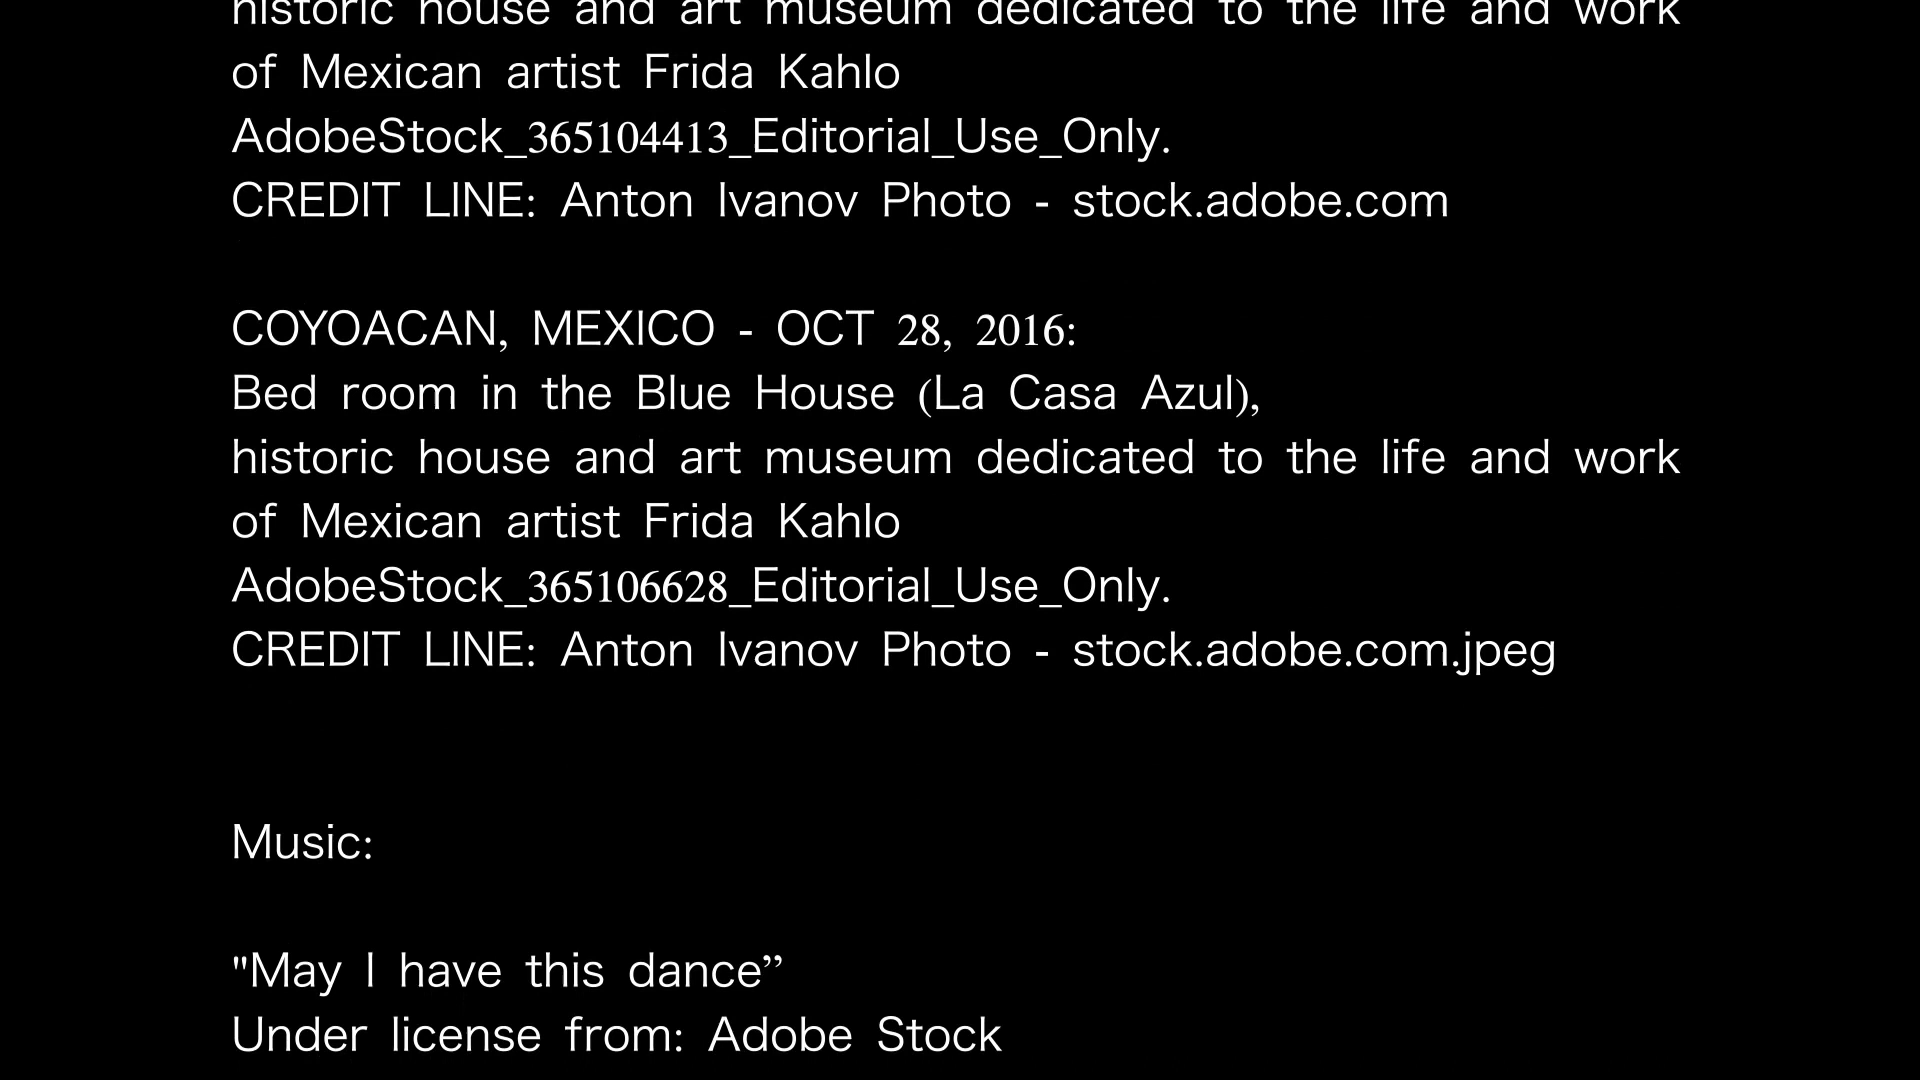 historic house and art museum dedicated to the life and work
of Mexican artist Frida Kahlo
AdobeStock_365104413_Editorial_Use_Only.
CREDIT LINE: Anton Ivanov Photo - stock.adobe.com
COYOACAN, MEXICO - OCT 28, 2016:
Bed room in the Blue House (La Casa Azul),
historic house and art museum dedicated to the life and work
of Mexican artist Frida Kahlo
AdobeStock_365106628_Editorial_Use_Only.
CREDIT LINE: Anton Ivanov Photo - stock.adobe.com.jpeg
Music:
"May I have this dance”
Under license from: Adobe Stock